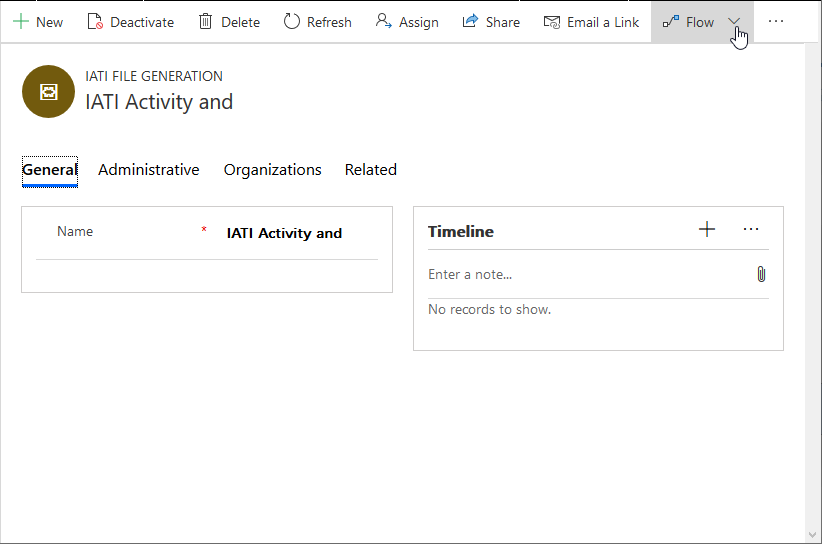 New Deactivate Delete Refresh Assign Share Email a Link Flow
IATI FILE GENERATION
IATI Activity and
General Administrative Organizations Related
Name * IATI Activity and
Timeline
Enter a note...
No records to show.